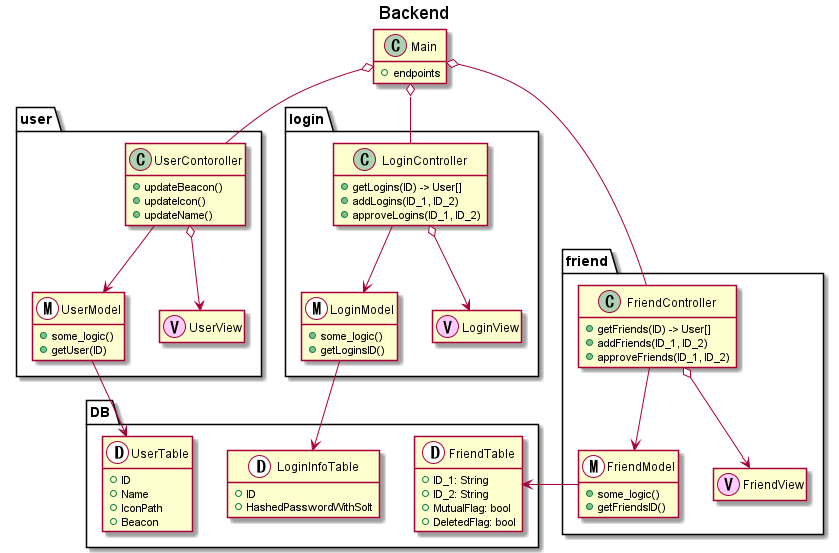 Backend
C Main
endpoints
user
C UserContoroller
updateBeacon()
updateIcon()
updateName()
M UserModel
some_logic()
getUser(ID)
V UserView
login
C LoginController
getLogins(ID) -> User[]
addLogins(ID_1, ID_2)
approveLogins(ID_1, ID_2)
M LoginModel
some_logic()
getLoginsID()
V LoginView
friend
C FriendController
getFriends(ID) -> User[]
addFriends(ID_1, ID_2)
approveFriends(ID_1, ID_2)
M FriendModel
some_logic()
getFriendsID()
V FriendView
DB
D UserTable
ID
Name
IconPath
Beacon
D LoginInfoTable
ID
HashedPasswordWithSolt
D FriendTable
ID_1: String
ID_2: String
MutualFlag: bool
DeletedFlag: bool